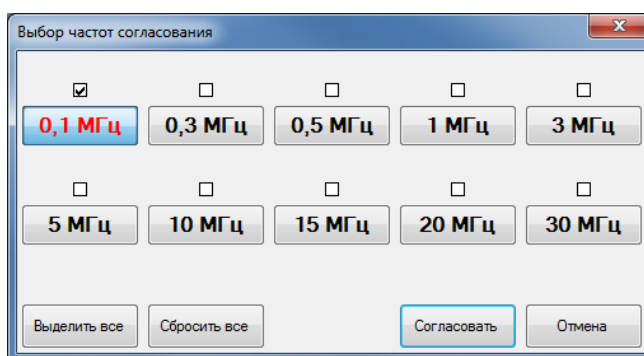 Выбор частот согласования
0,1 МГц 0,3 МГц 0,5 МГц 1 МГц 3 МГц
5 МГц 10 МГц 15 МГц 20 МГц 30 МГц
Выделить все Сбросить все Согласовать Отмена